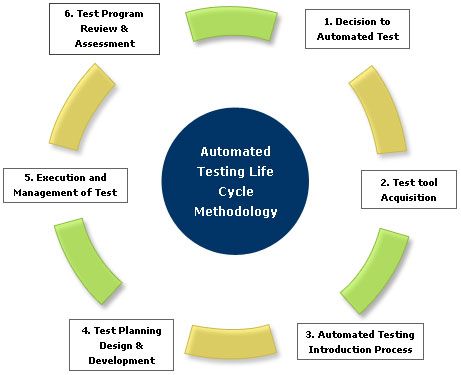 6. Test Program
Review &
Assessment
1. Decision to
Automated Test
Automated
Testing Life
Cycle
Methodology
5. Execution and
Management of Test
2. Test tool
Acquisition
4. Test Planning
Design &
Development
3. Automated Testing
Introduction Process